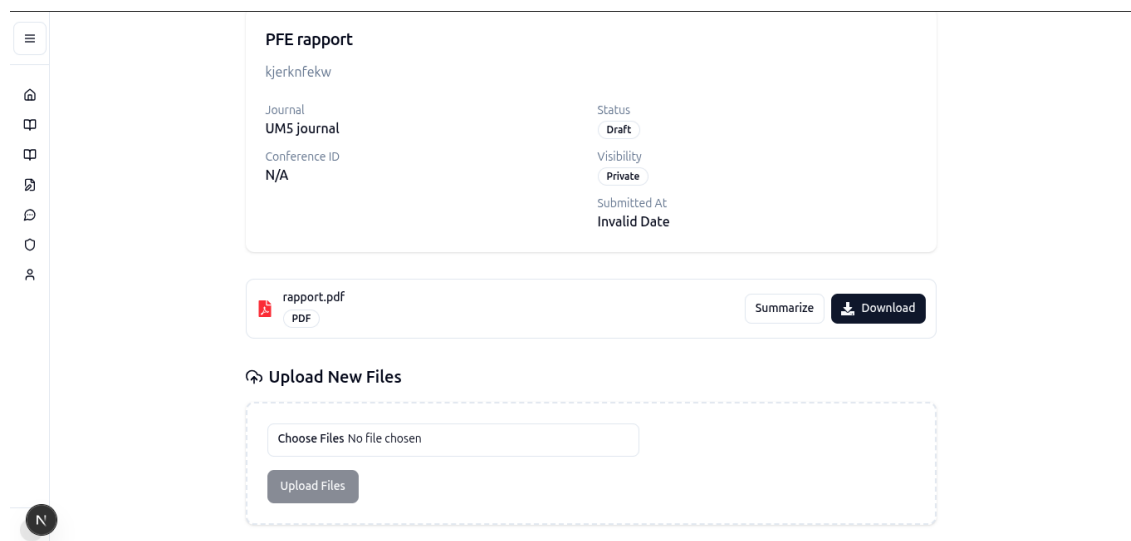 PFE rapport
kjerknfekw
Journal
UM5 journal
Conference ID
N/A
Status
Draft
Visibility
Private
Submitted At
Invalid Date
rapport.pdf
PDF
Summarize
Download
Upload New Files
Choose Files No file chosen
Upload Files
N